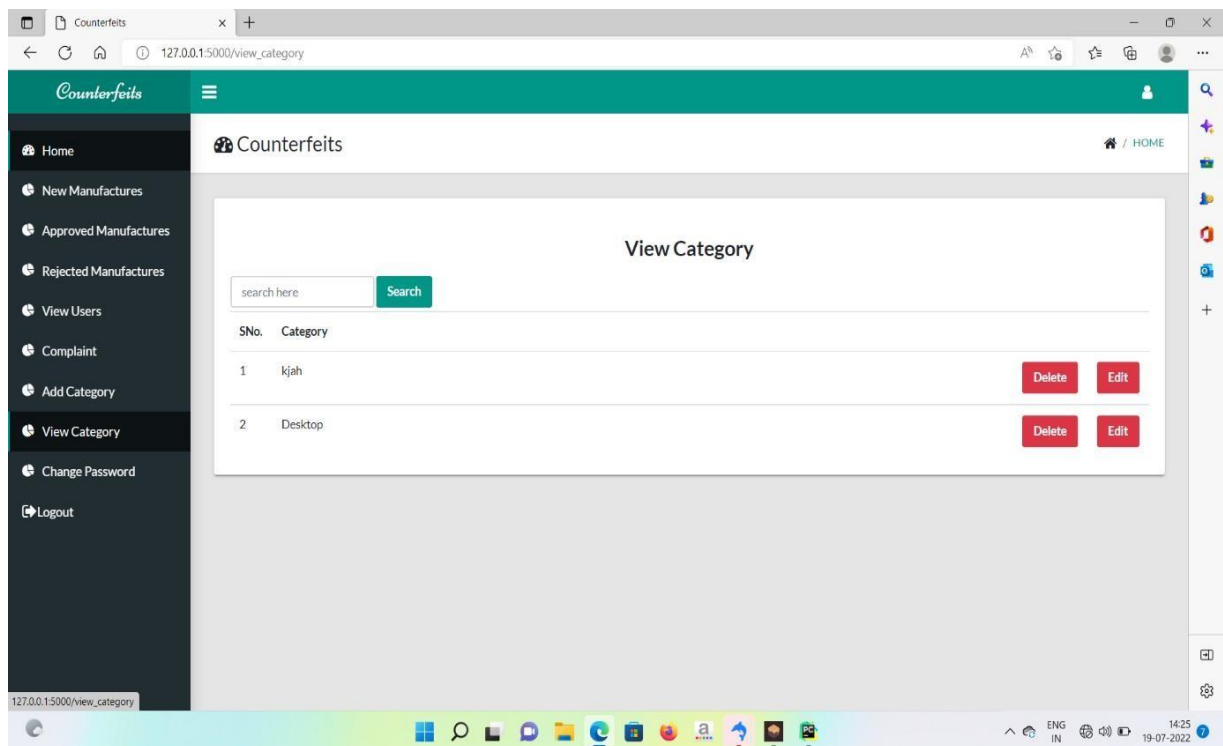 Counterfeits
127.0.0.1:5000/view_category
Counterfeits
Counterfeits
/ HOME
Home
New Manufactures
Approved Manufactures
Rejected Manufactures
View Users
Complaint
Add Category
View Category
Change Password
Logout
View Category
search here Search
SNo. Category
1 kjah Delete Edit
2 Desktop Delete Edit
127.0.0.1:5000/view_category
ENG
IN
14:25
19-07-2022
7